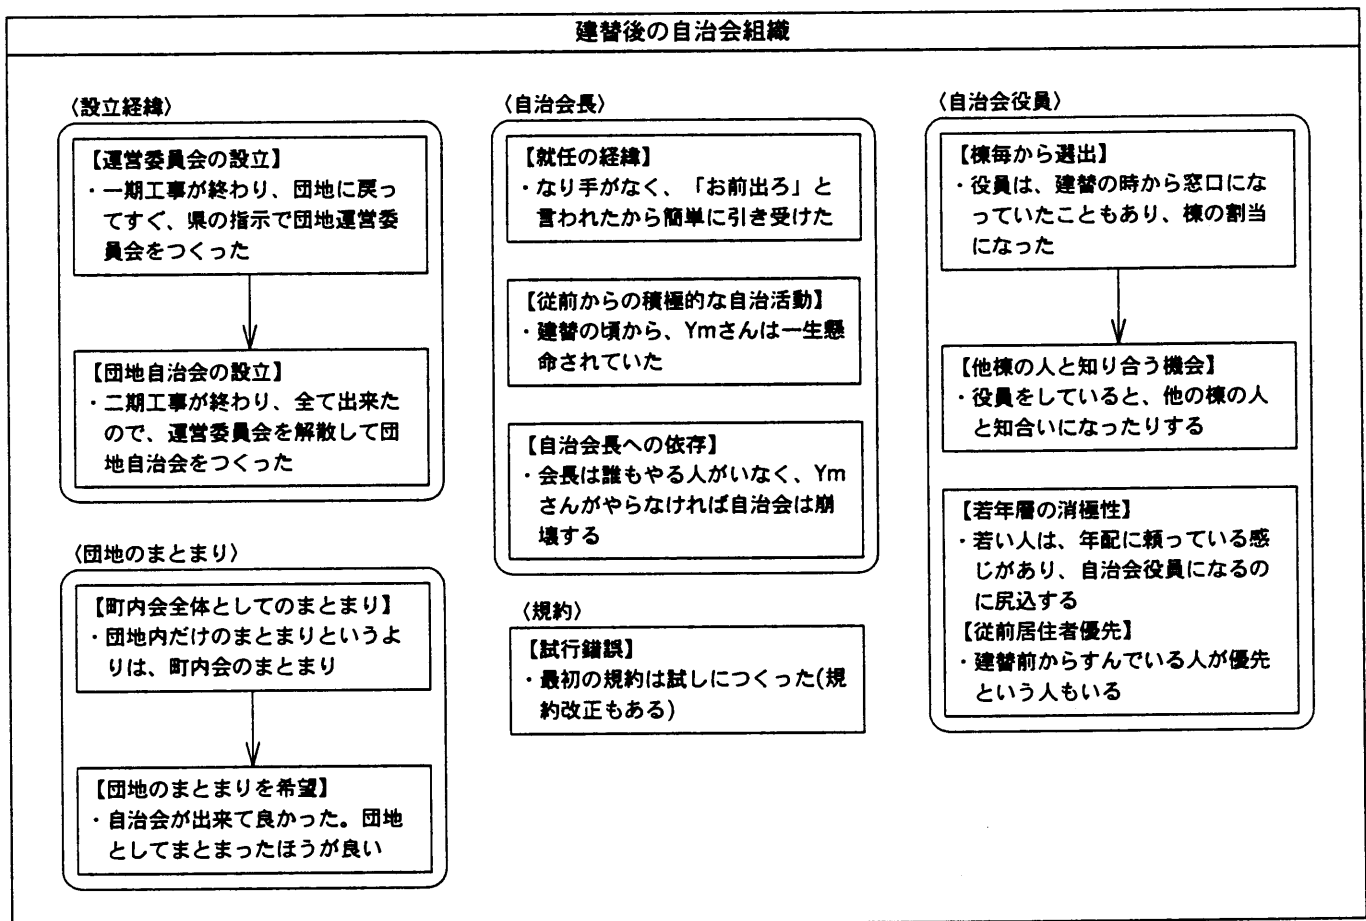 建替後の自治会組織
〈設立経緯〉
【運営委員会の設立】
・一期工事が終わり、団地に戻っ
てすぐ、県の指示で団地運営委
員会をつくった
【団地自治会の設立】
・二期工事が終わり、全て出来た
ので、運営委員会を解散して団
地自治会をつくった
〈団地のまとまり〉
【町内会全体としてのまとまり】
・団地内だけのまとまりというよ
りは、町内会のまとまり
【団地のまとまりを希望】
・自治会が出来て良かった。団地
としてまとまったほうが良い
〈自治会長〉
【就任の経緯】
・なり手がなく、「お前出ろ」と
言われたから簡単に引き受けた
【従前からの積極的な自治活動】
・建替の頃から、Ymさんは一生懸
命されていた
【自治会長への依存】
・会長は誰もやる人がいなく、Ym
さんがやらなければ自治会は崩
壊する
〈規約〉
【試行錯誤】
・最初の規約は試しにつくった(規
約改正もある)
〈自治会役員〉
【棟毎から選出】
・役員は、建替の時から窓口にな
っていたこともあり、棟の割当
になった
【他棟の人と知り合う機会】
・役員をしていると、他の棟の人
と知合いになったりする
【若年層の消極性】
・若い人は、年配に頼っている感
じがあり、自治会役員になるの
に尻込する
【従前居住者優先】
・建替前からすんでいる人が優先
という人もいる